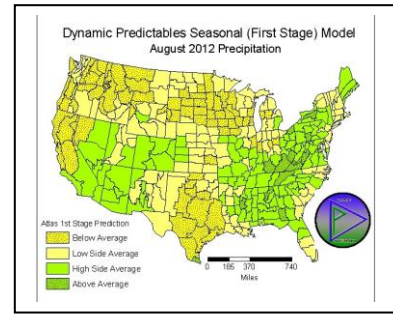 Dynamic Predictables Seasonal (First Stage) Model
August 2012 Precipitation
Atlas 1st Stage Prediction
Below Average
Low Side Average
High Side Average
Above Average
0 185 370 740
Miles